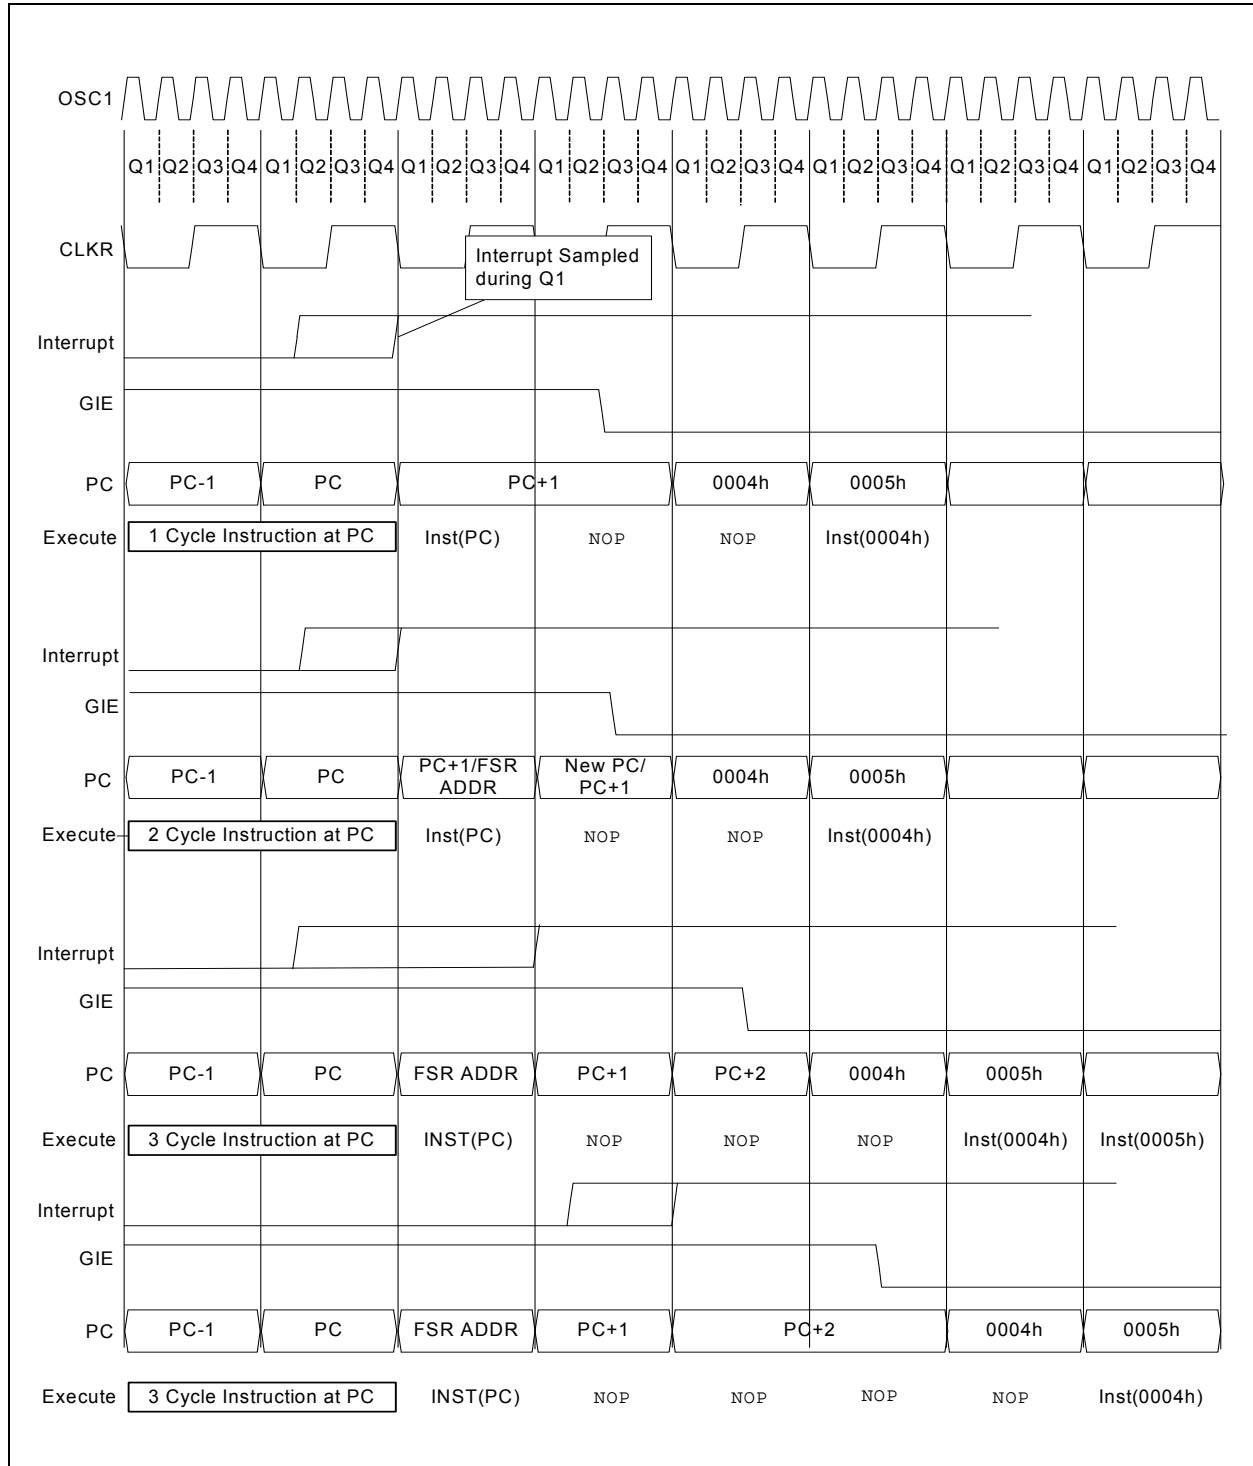 OSC1
Q1 Q2 Q3 Q4 Q1 Q2 Q3 Q4 Q1 Q2 Q3 Q4 Q1 Q2 Q3 Q4 Q1 Q2 Q3 Q4 Q1 Q2 Q3 Q4 Q1 Q2 Q3 Q4 Q1 Q2 Q3 Q4
CLKR
Interrupt Sampled
during Q1
Interrupt
GIE
PC PC-1 PC PC+1 0004h 0005h
Execute 1 Cycle Instruction at PC Inst(PC) NOP NOP Inst(0004h)
Interrupt
GIE
PC PC-1 PC PC+1/FSR ADDR New PC/ PC+1 0004h 0005h
Execute 2 Cycle Instruction at PC Inst(PC) NOP NOP Inst(0004h)
Interrupt
GIE
PC PC-1 PC FSR ADDR PC+1 PC+2 0004h 0005h
Execute 3 Cycle Instruction at PC INST(PC) NOP NOP NOP Inst(0004h) Inst(0005h)
Interrupt
GIE
PC PC-1 PC FSR ADDR PC+1 PC+2 0004h 0005h
Execute 3 Cycle Instruction at PC INST(PC) NOP NOP NOP NOP Inst(0004h)